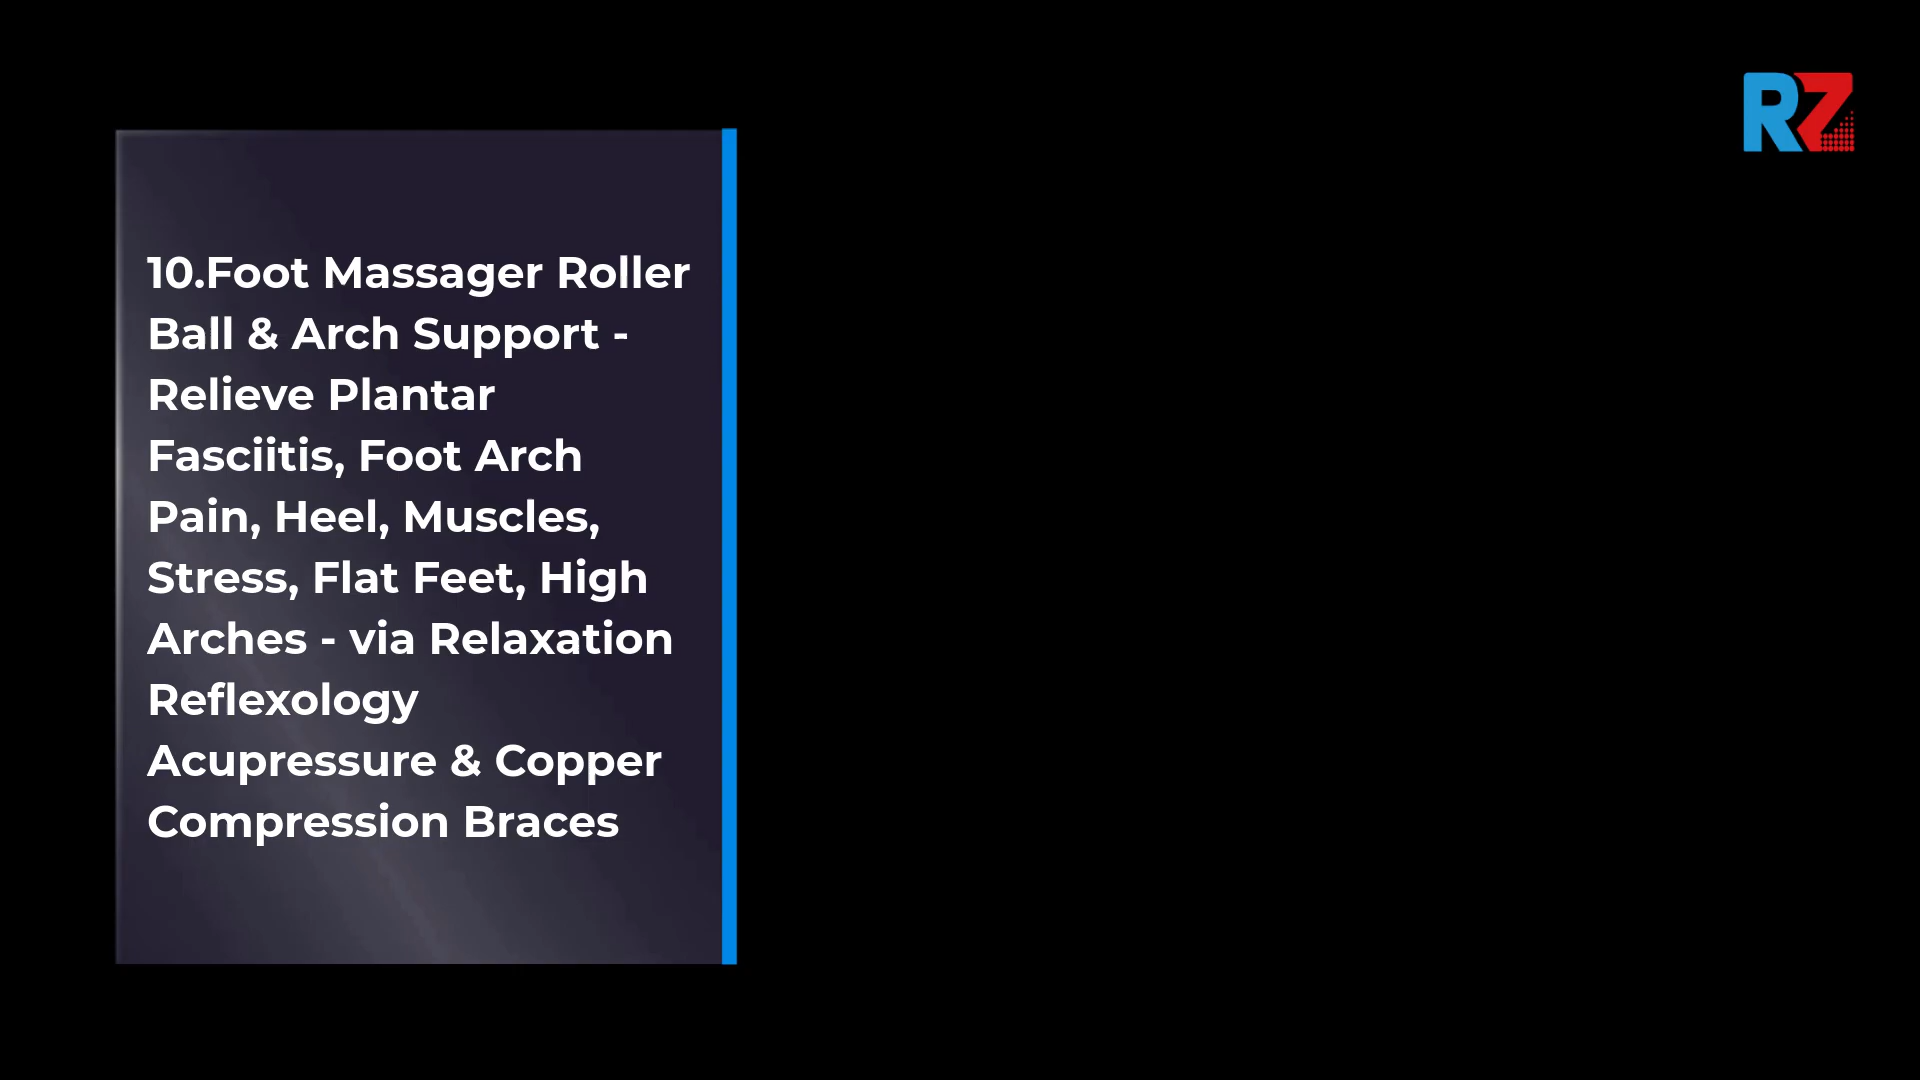 RZ
10.Foot Massager Roller
Ball & Arch Support -
Relieve Plantar
Fasciitis, Foot Arch
Pain, Heel, Muscles,
Stress, Flat Feet, High
Arches - via Relaxation
Reflexology
Acupressure & Copper
Compression Braces